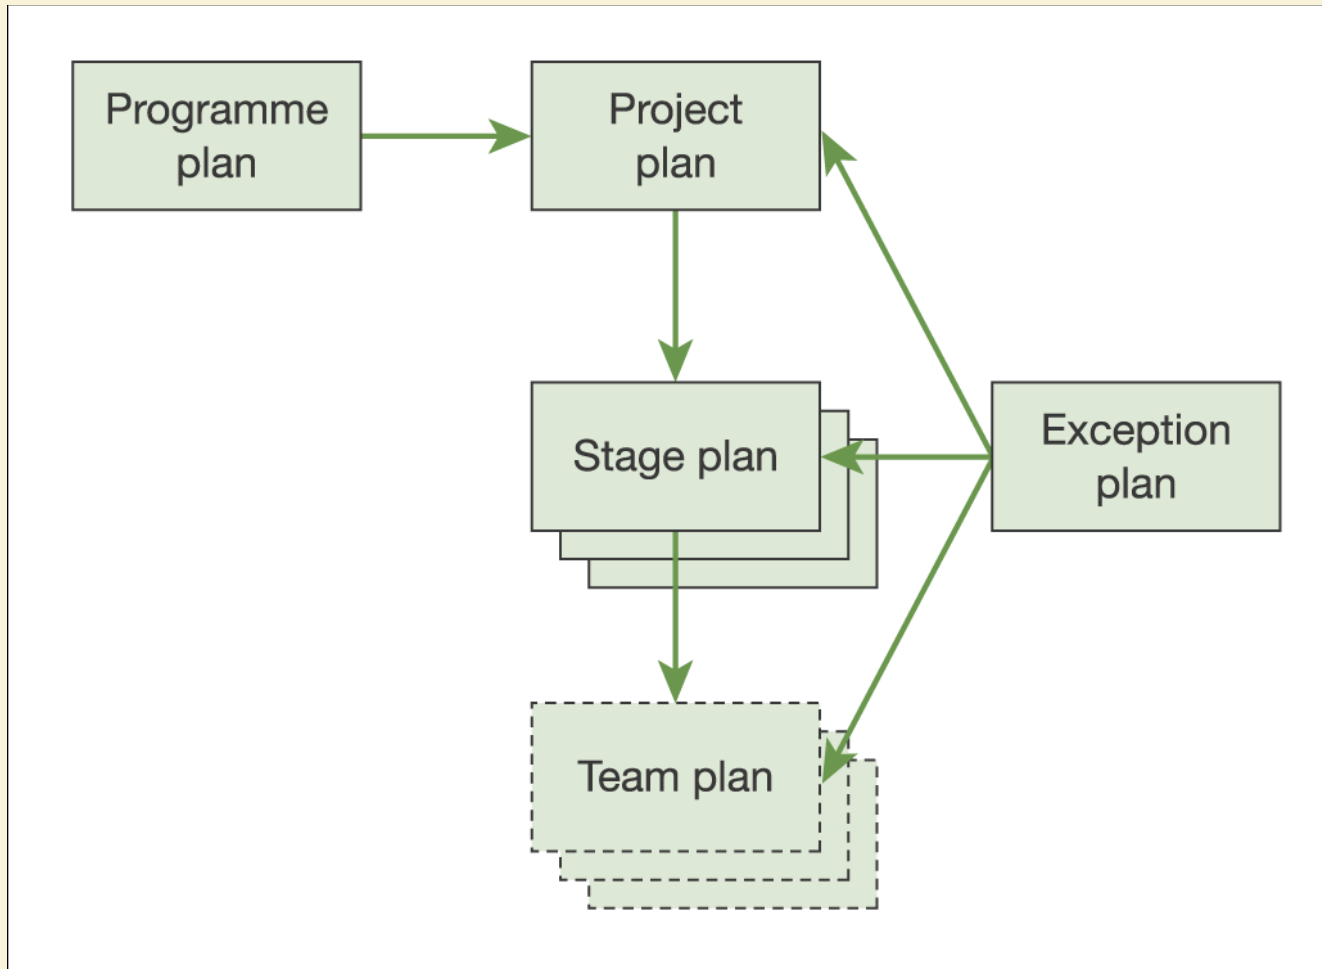 Programme
plan
Project
plan
Stage plan
Exception
plan
Team plan